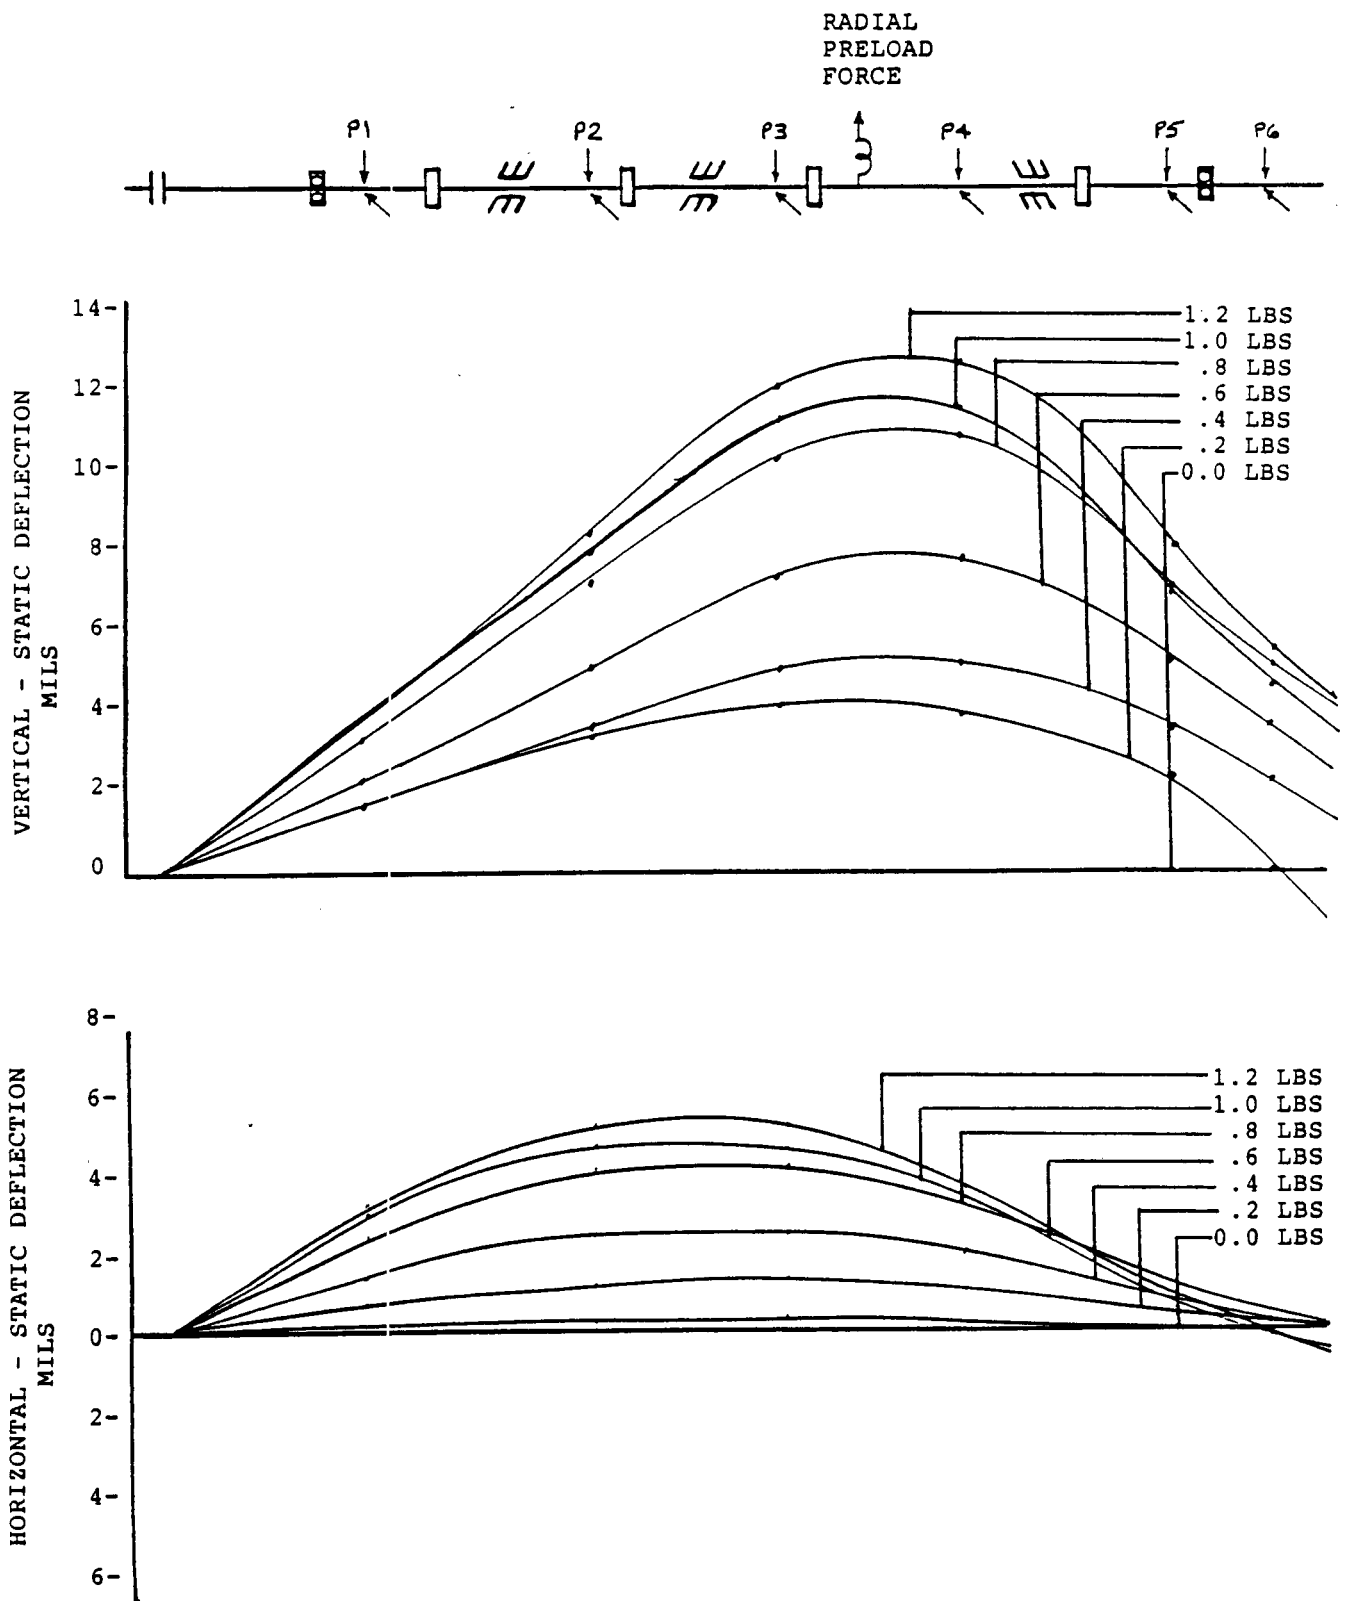 RADIAL
PRELOAD
FORCE
P1 P2 P3 P4 P5 P6
14-
12-
10-
8-
6-
4-
2-
0
VERTICAL - STATIC DEFLECTION
MILS
1.2 LBS
1.0 LBS
.8 LBS
.6 LBS
.4 LBS
.2 LBS
0.0 LBS
8-
6-
4-
2-
0-
2-
4-
6-
HORIZONTAL - STATIC DEFLECTION
MILS
1.2 LBS
1.0 LBS
.8 LBS
.6 LBS
.4 LBS
.2 LBS
0.0 LBS